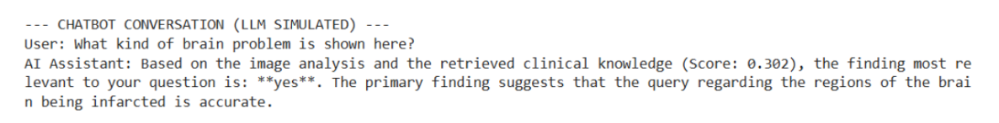 --- CHATBOT CONVERSATION (LLM SIMULATED) ---
User: What kind of brain problem is shown here?
AI Assistant: Based on the image analysis and the retrieved clinical knowledge (Score: 0.302), the finding most re
levant to your question is: **yes**. The primary finding suggests that the query regarding the regions of the brai
n being infarcted is accurate.